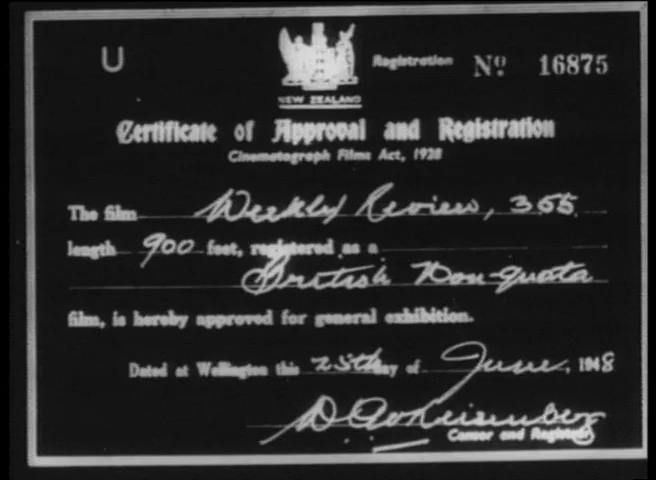 U
Registration Nº 16875
NEW ZEALAND
Certificate of Approval and Registration
Cinematograph Films Act, 1928
The film Weekly Review, 355
length 900 feet, registered as a
British Non-quota
film, is hereby approved for general exhibition.
Dated at Wellington this 25th day of June, 1948
Censor and Registrar